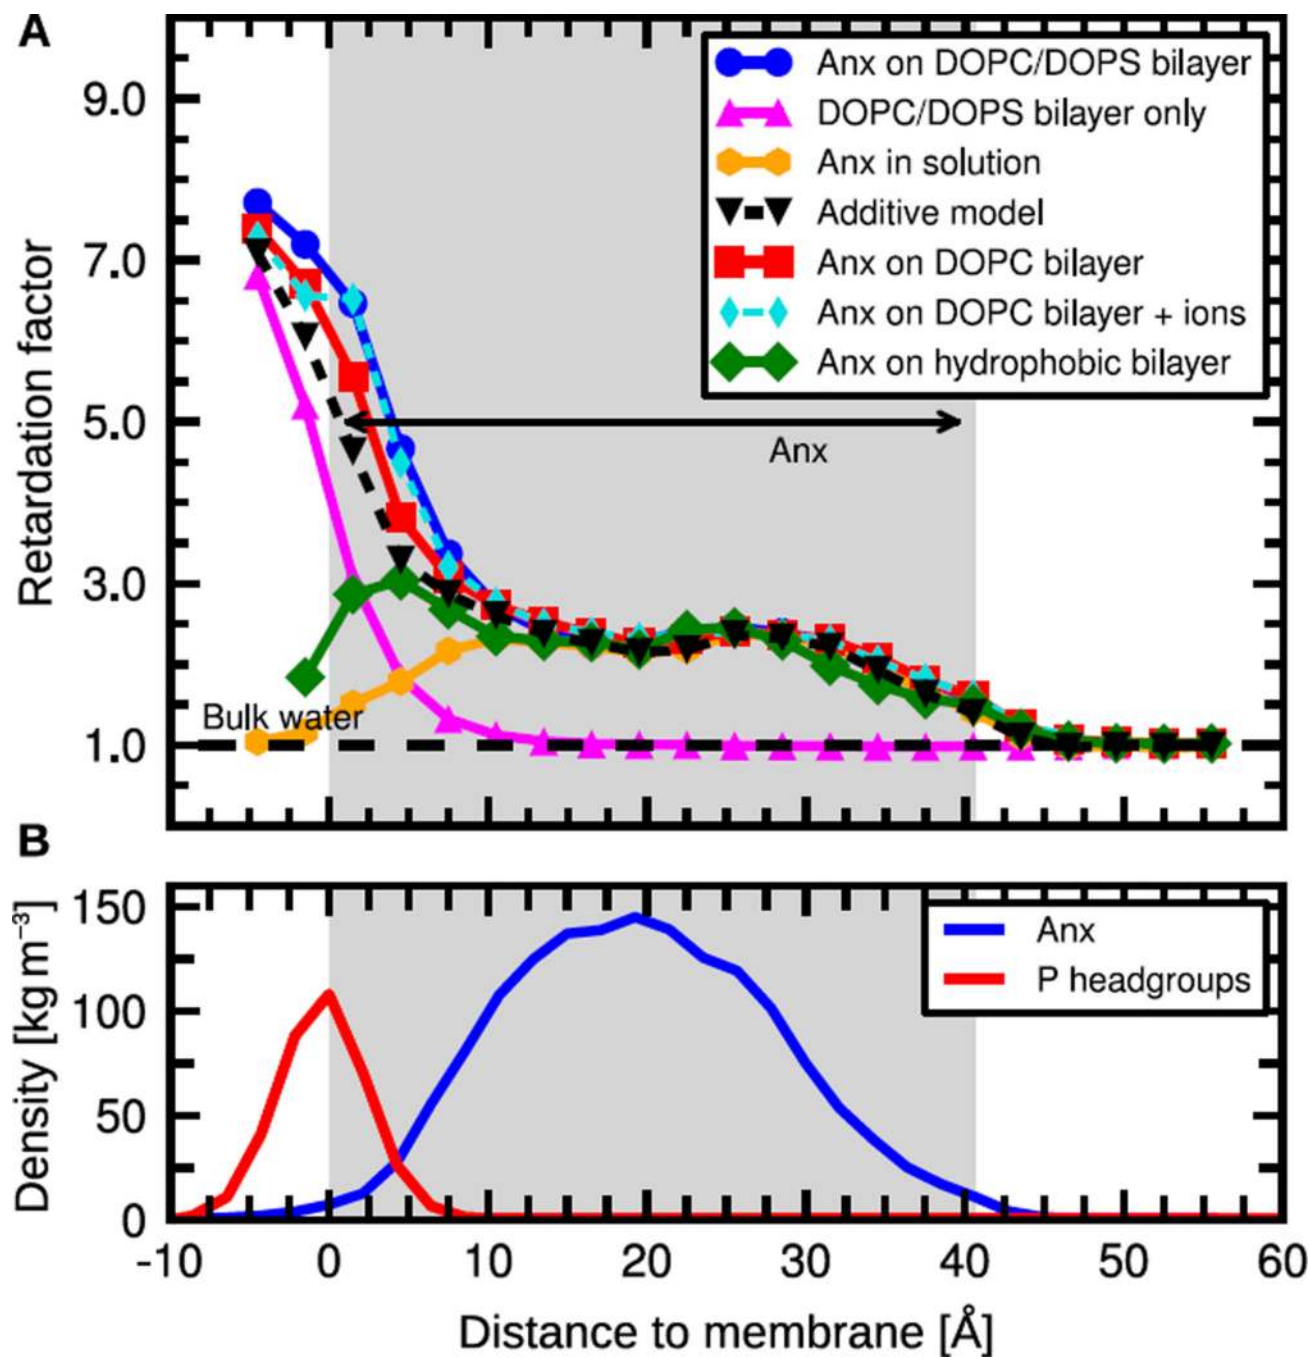 A
Retardation factor
9.0
7.0
5.0
3.0
1.0
Anx on DOPC/DOPS bilayer
DOPC/DOPS bilayer only
Anx in solution
Additive model
Anx on DOPC bilayer
Anx on DOPC bilayer + ions
Anx on hydrophobic bilayer
Anx
Bulk water
B
Density [kg m⁻³]
150
100
50
0
Anx
P headgroups
-10 0 10 20 30 40 50 60
Distance to membrane [Å]